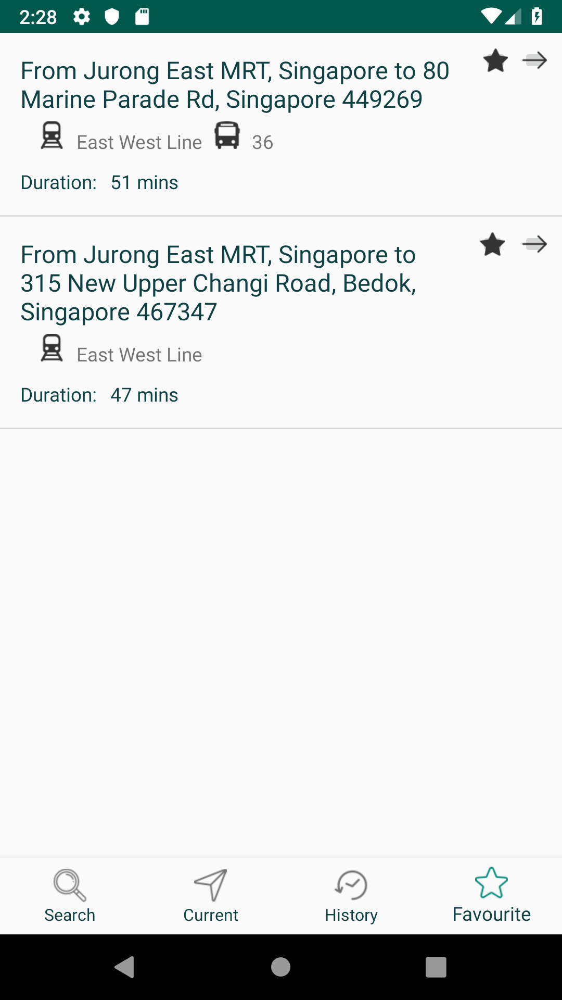 2:28
From Jurong East MRT, Singapore to 80
Marine Parade Rd, Singapore 449269
East West Line 36
Duration: 51 mins
From Jurong East MRT, Singapore to
315 New Upper Changi Road, Bedok,
Singapore 467347
East West Line
Duration: 47 mins
Search Current History Favourite